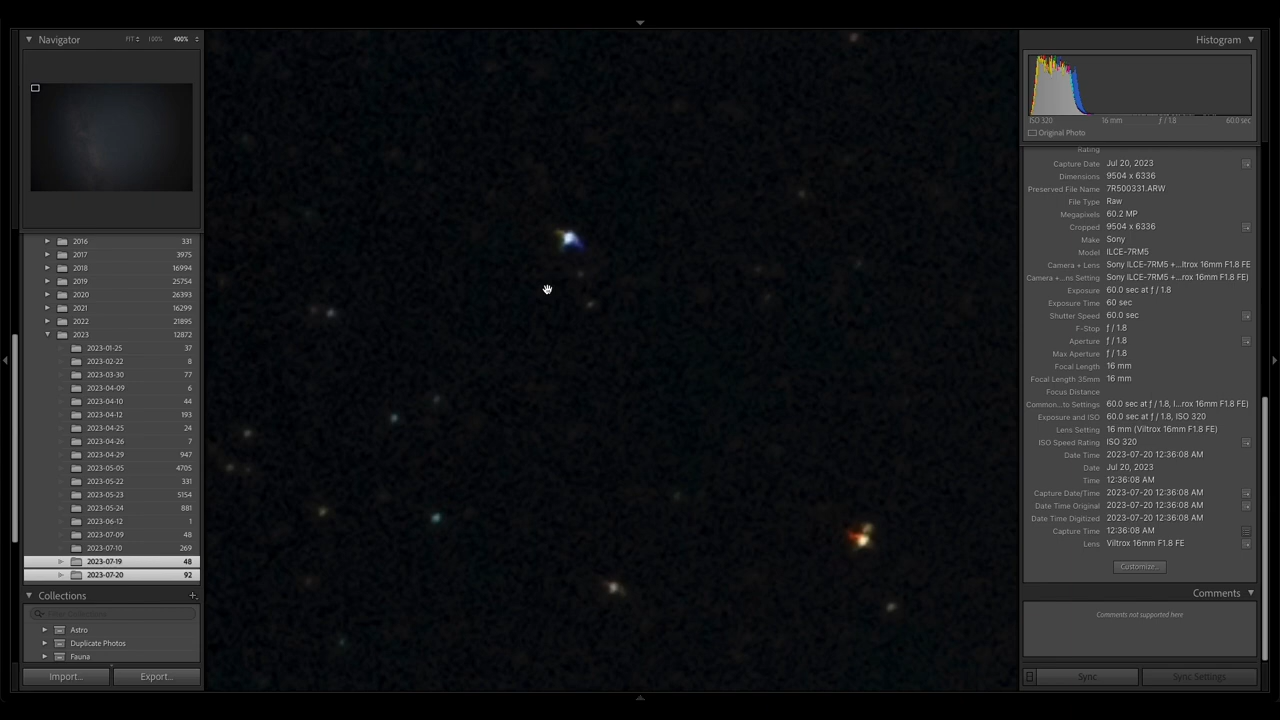 Navigator
FIT 100% 400%
2016 331
2017 3975
2018 16994
2019 25754
2020 26393
2021 16299
2022 21895
2023 12872
2023-01-25 37
2023-02-22 8
2023-03-30 77
2023-04-09 6
2023-04-10 44
2023-04-12 193
2023-04-25 24
2023-04-26 7
2023-04-29 947
2023-05-05 4705
2023-05-22 331
2023-05-23 5154
2023-05-24 881
2023-06-12 1
2023-07-09 48
2023-07-10 269
2023-07-19 48
2023-07-20 92
Collections +
Filter Collections
Astro
Duplicate Photos
Fauna
Import... Export...
Histogram
ISO 320 16 mm ƒ / 1.8 60.0 sec
Original Photo
Rating
Capture Date Jul 20, 2023
Dimensions 9504 x 6336
Preserved File Name 7R500331.ARW
File Type Raw
Megapixels 60.2 MP
Cropped 9504 x 6336
Make Sony
Model ILCE-7RM5
Camera + Lens Sony ILCE-7RM5 +...ltrox 16mm F1.8 FE
Camera +...ns Setting Sony ILCE-7RM5 +...rox 16mm F1.8 FE)
Exposure 60.0 sec at ƒ / 1.8
Exposure Time 60 sec
Shutter Speed 60.0 sec
F-Stop ƒ / 1.8
Aperture ƒ / 1.8
Max Aperture ƒ / 1.8
Focal Length 16 mm
Focal Length 35mm 16 mm
Focus Distance
Common...to Settings 60.0 sec at ƒ / 1.8, I...rox 16mm F1.8 FE)
Exposure and ISO 60.0 sec at ƒ / 1.8, ISO 320
Lens Setting 16 mm (Viltrox 16mm F1.8 FE)
ISO Speed Rating ISO 320
Date Time 2023-07-20 12:36:08 AM
Date Jul 20, 2023
Time 12:36:08 AM
Capture Date/Time 2023-07-20 12:36:08 AM
Date Time Original 2023-07-20 12:36:08 AM
Date Time Digitized 2023-07-20 12:36:08 AM
Capture Time 12:36:08 AM
Lens Viltrox 16mm F1.8 FE
Customize...
Comments
Comments not supported here
Sync Sync Settings